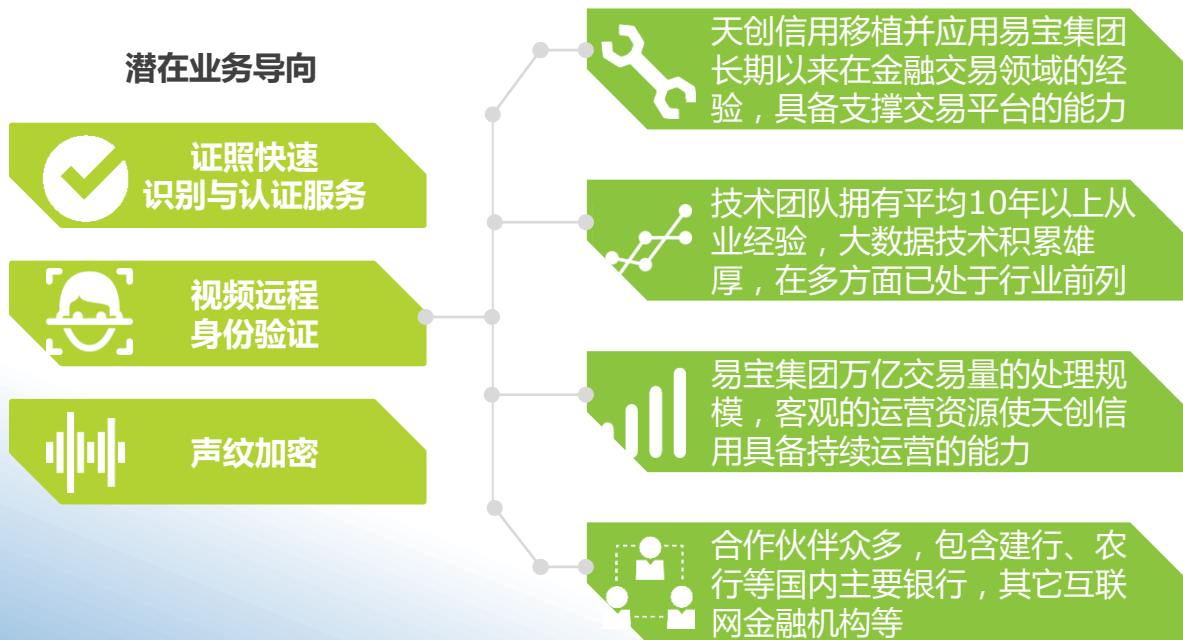 潜在业务导向
证照快速
识别与认证服务
视频远程
身份验证
声纹加密
天创信用移植并应用易宝集团
长期以来在金融交易领域的经
验，具备支撑交易平台的能力
技术团队拥有平均10年以上从
业经验，大数据技术积累雄
厚，在多方面已处于行业前列
易宝集团万亿交易量的处理规
模，客观的运营资源使天创信
用具备持续运营的能力
合作伙伴众多，包含建行、农
行等国内主要银行，其它互联
网金融机构等